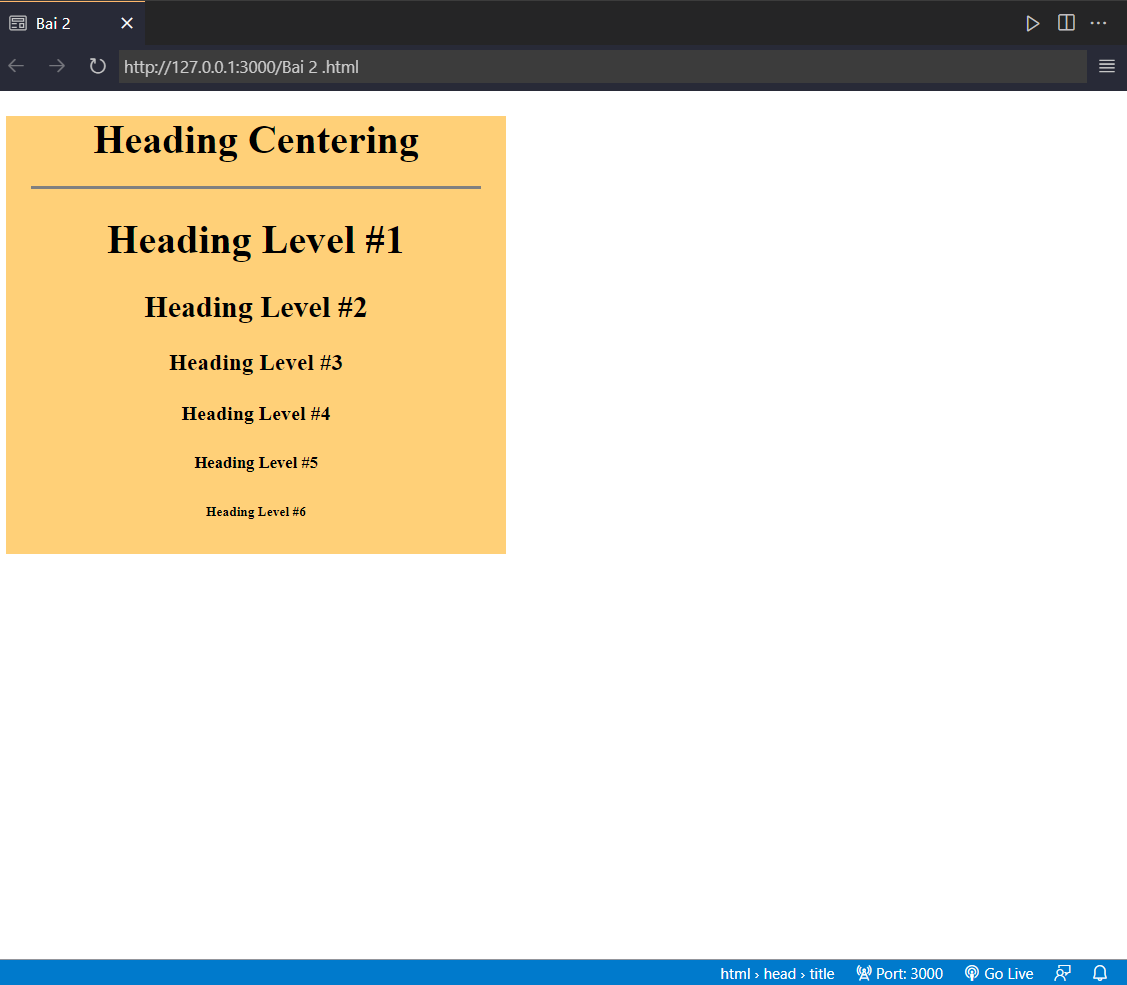 Bai 2
http://127.0.0.1:3000/Bai 2 .html
Heading Centering
Heading Level #1
Heading Level #2
Heading Level #3
Heading Level #4
Heading Level #5
Heading Level #6
html › head › title Port: 3000 Go Live